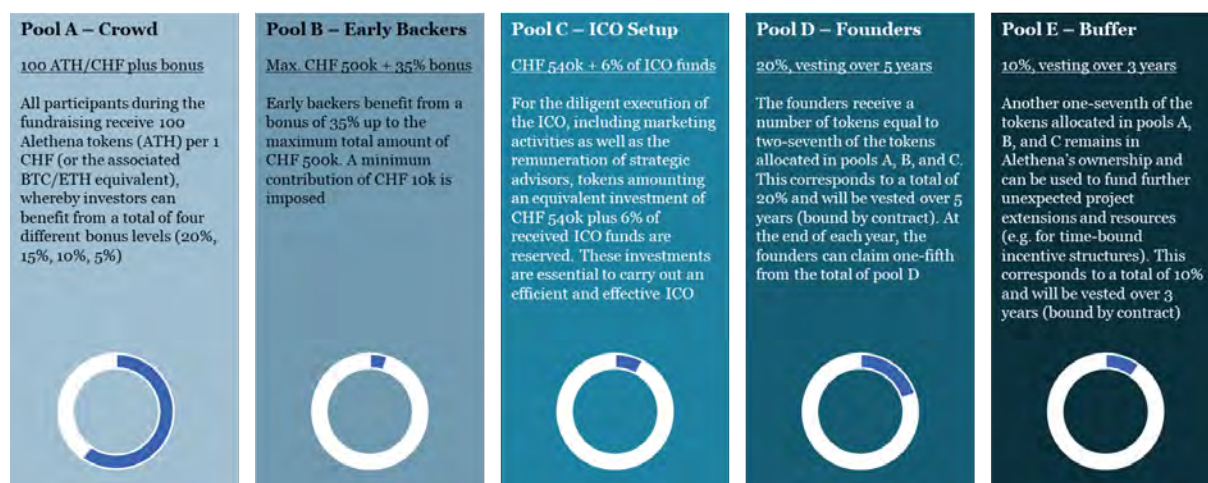 Pool A – Crowd
100 ATH/CHF plus bonus
All participants during the
fundraising receive 100
Alethena tokens (ATH) per 1
CHF (or the associated
BTC/ETH equivalent),
whereby investors can
benefit from a total of four
different bonus levels (20%,
15%, 10%, 5%)
Pool B – Early Backers
Max. CHF 500k + 35% bonus
Early backers benefit from a
bonus of 35% up to the
maximum total amount of
CHF 500k. A minimum
contribution of CHF 10k is
imposed
Pool C – ICO Setup
CHF 540k + 6% of ICO funds
For the diligent execution of
the ICO, including marketing
activities as well as the
remuneration of strategic
advisors, tokens amounting
an equivalent investment of
CHF 540k plus 6% of
received ICO funds are
reserved. These investments
are essential to carry out an
efficient and effective ICO
Pool D – Founders
20%, vesting over 5 years
The founders receive a
number of tokens equal to
two-seventh of the tokens
allocated in pools A, B, and C.
This corresponds to a total of
20% and will be vested over 5
years (bound by contract). At
the end of each year, the
founders can claim one-fifth
from the total of pool D
Pool E – Buffer
10%, vesting over 3 years
Another one-seventh of the
tokens allocated in pools A,
B, and C remains in
Alethena's ownership and
can be used to fund further
unexpected project
extensions and resources
(e.g. for time-bound
incentive structures). This
corresponds to a total of 10%
and will be vested over 3
years (bound by contract)